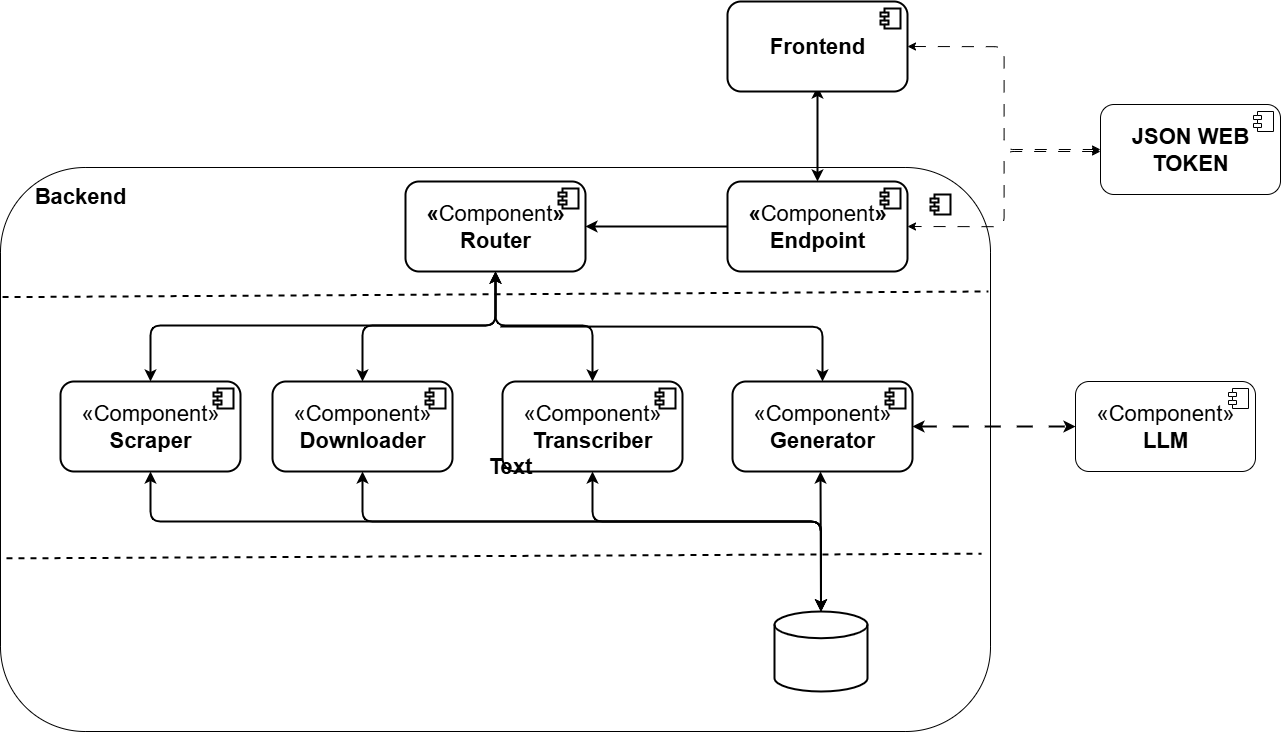 Frontend
JSON WEB
TOKEN
Backend
«Component»
Router
«Component»
Endpoint
«Component»
Scraper
«Component»
Downloader
«Component»
Transcriber
«Component»
Generator
«Component»
LLM
Text